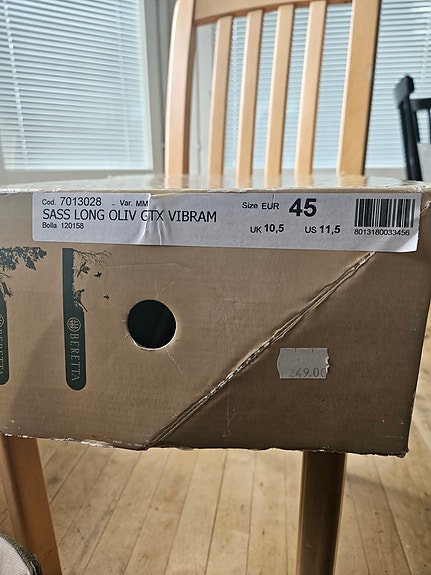 Cod. 7013028 . Var. MM
SASS LONG OLIV GTX VIBRAM
Bolla 120158
Size EUR 45
UK 10,5 US 11,5
8013180033456
BERETTA
249.00